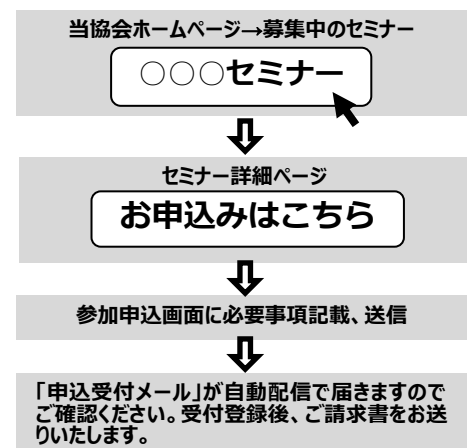 当協会ホームページ→募集中のセミナー
○○○セミナー
セミナー詳細ページ
お申込みはこちら
参加申込画面に必要事項記載、送信
「申込受付メール」が自動配信で届きますので
ご確認ください。受付登録後、ご請求書をお送
りいたします。